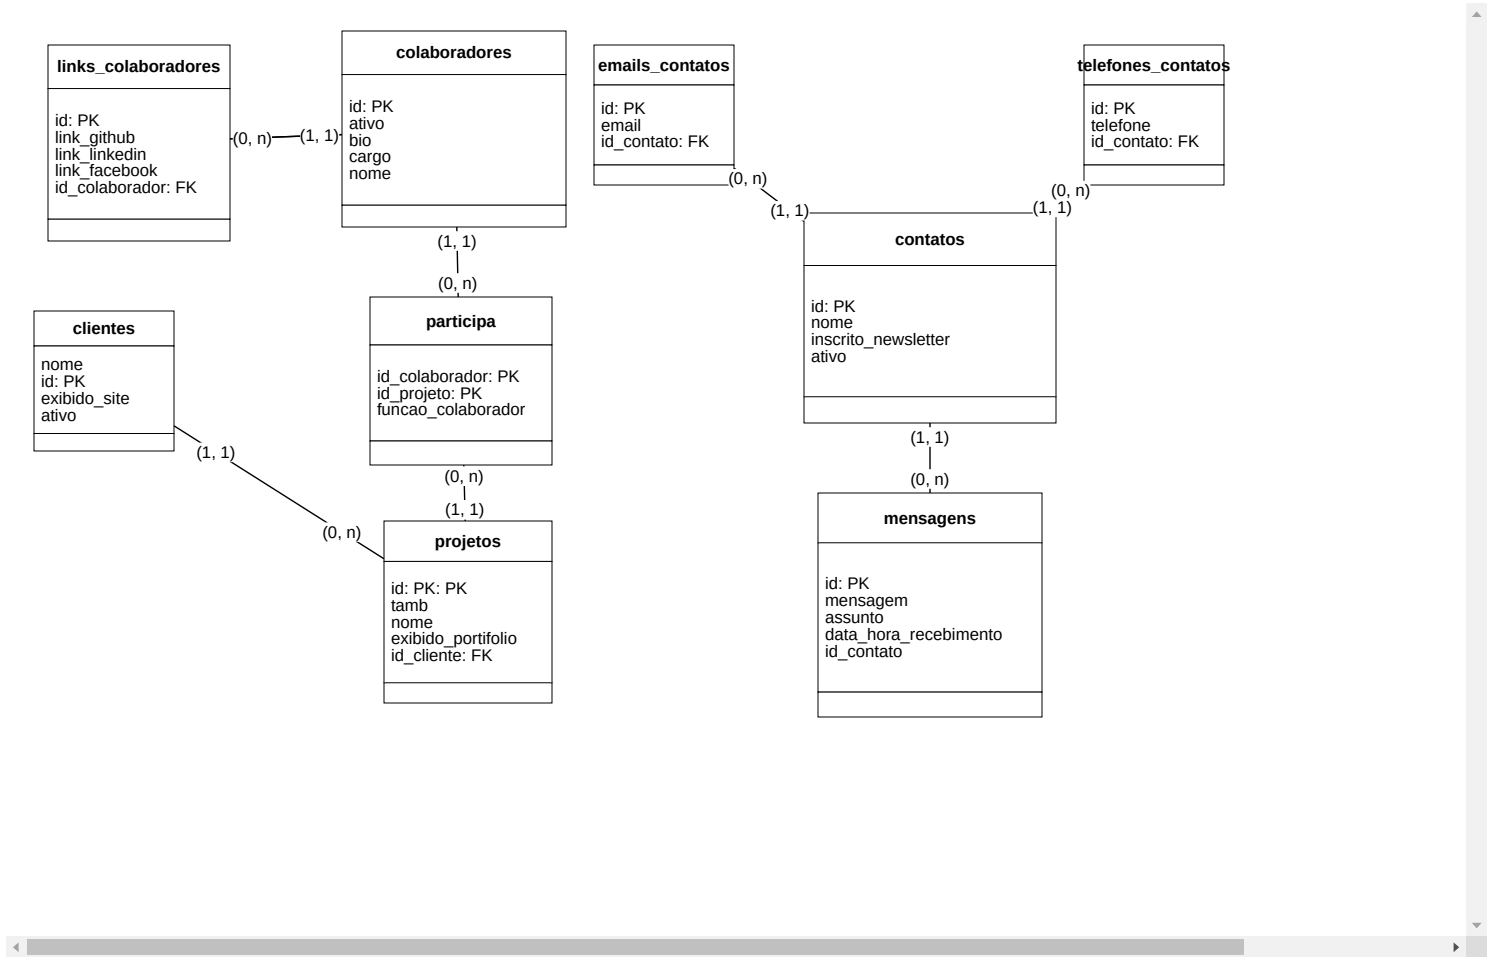 links_colaboradores
id: PK
link_github
link_linkedin
link_facebook
id_colaborador: FK
(0, n)
(1, 1)
colaboradores
id: PK
ativo
bio
cargo
nome
(1, 1)
(0, n)
participa
id_colaborador: PK
id_projeto: PK
funcao_colaborador
(0, n)
(1, 1)
clientes
nome
id: PK
exibido_site
ativo
(1, 1)
(0, n)
projetos
id: PK: PK
tamb
nome
exibido_portifolio
id_cliente: FK
emails_contatos
id: PK
email
id_contato: FK
(0, n)
(1, 1)
telefones_contatos
id: PK
telefone
id_contato: FK
(0, n)
(1, 1)
contatos
id: PK
nome
inscrito_newsletter
ativo
(1, 1)
(0, n)
mensagens
id: PK
mensagem
assunto
data_hora_recebimento
id_contato